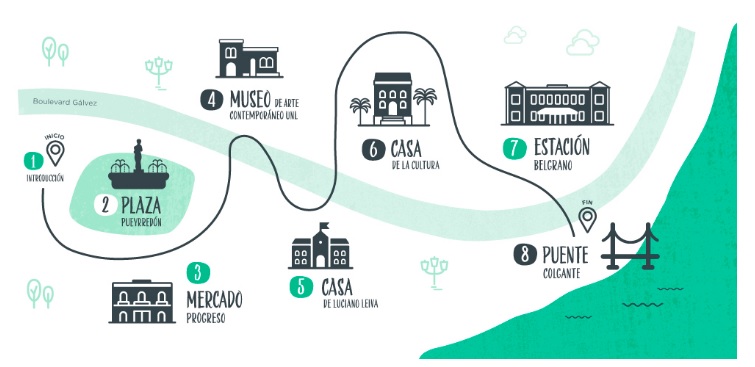 Boulevard Gálvez
INICIO
1
INTRODUCCIÓN
2 PLAZA
PUEYRREDÓN
3
MERCADO
PROGRESO
4 MUSEO DE ARTE
CONTEMPORÁNEO UNL
5 CASA
DE LUCIANO LEIVA
6 CASA
DE LA CULTURA
7 ESTACIÓN
BELGRANO
FIN
8 PUENTE
COLGANTE